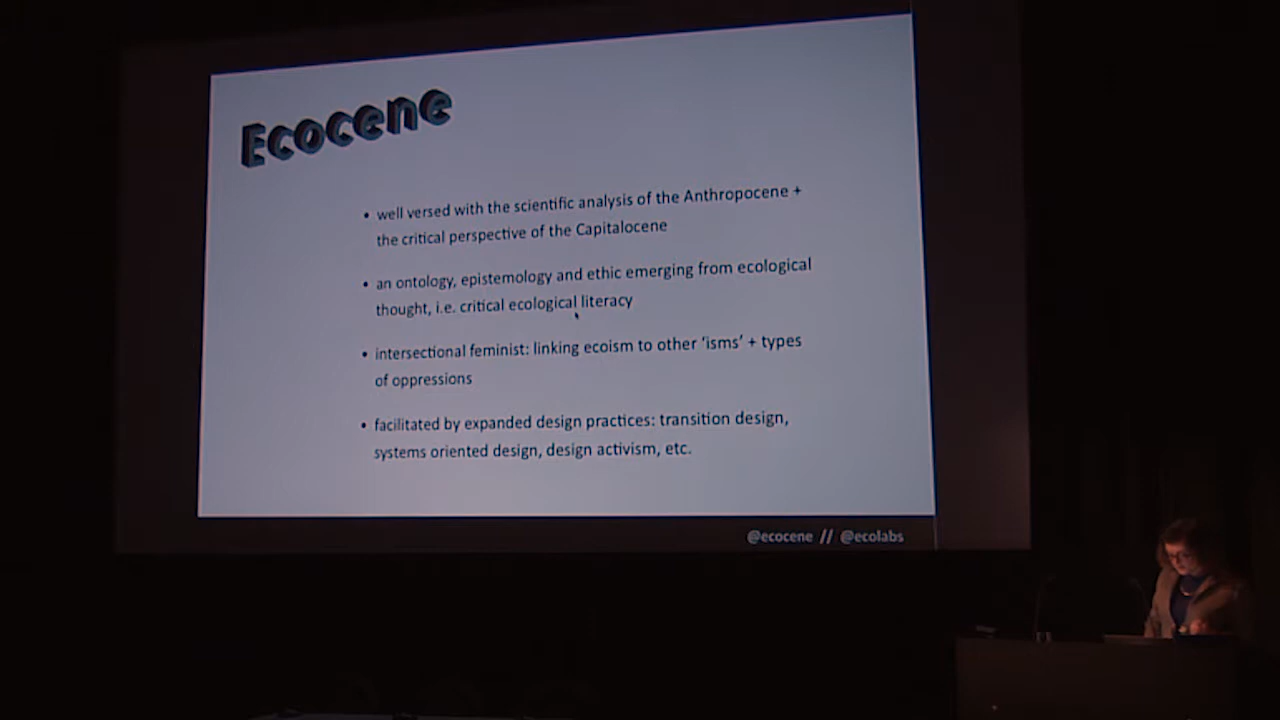 Ecocene
• well versed with the scientific analysis of the Anthropocene +
the critical perspective of the Capitalocene
• an ontology, epistemology and ethic emerging from ecological
thought, i.e. critical ecological literacy
• intersectional feminist: linking ecoism to other ‘isms’ + types
of oppressions
• facilitated by expanded design practices: transition design,
systems oriented design, design activism, etc.
@ecocene // @ecolabs